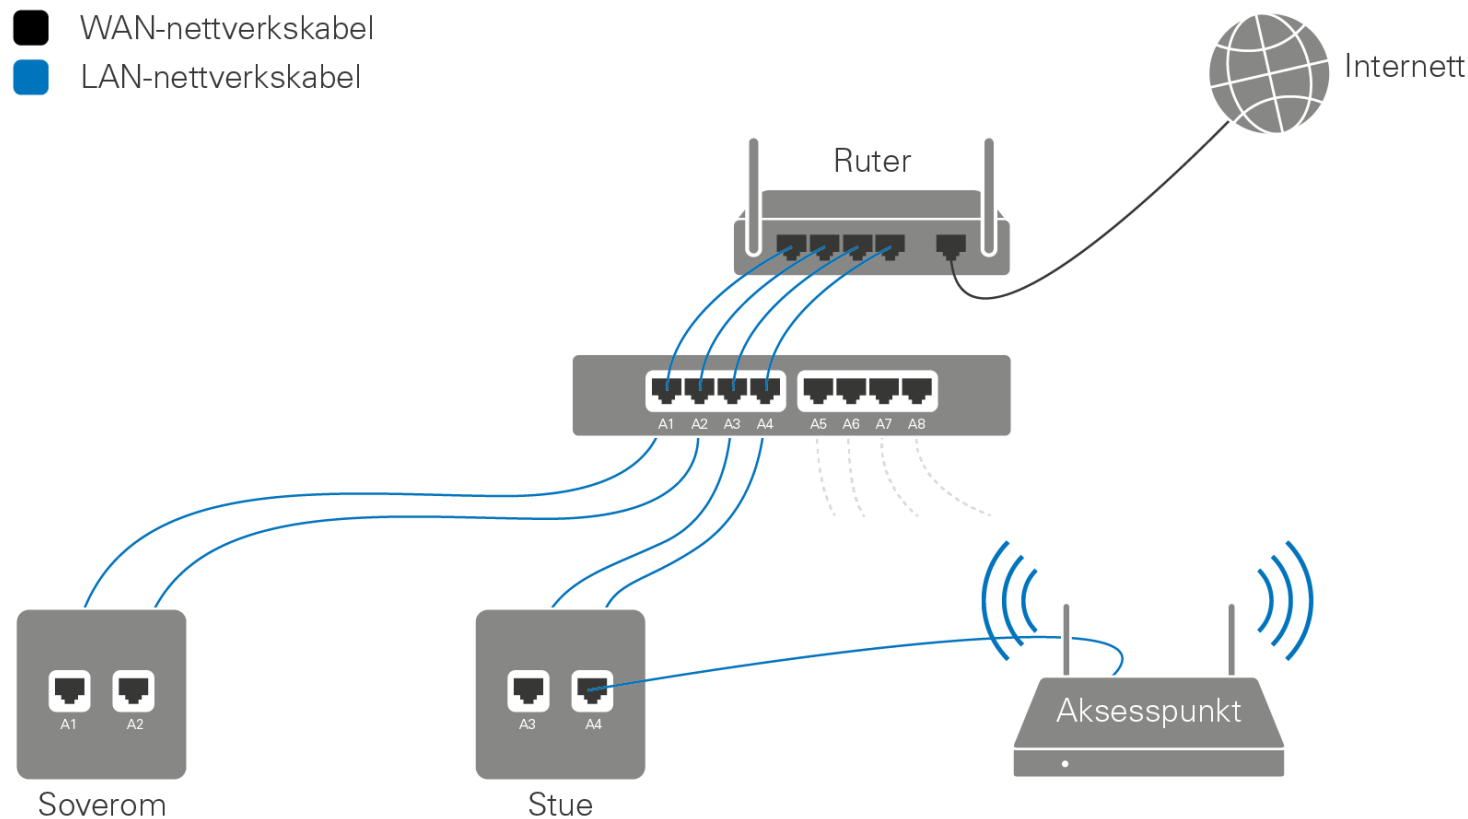 WAN-nettverkskabel
LAN-nettverkskabel
Internett
Ruter
A1 A2 A3 A4 A5 A6 A7 A8
A1 A2
A3 A4
Aksesspunkt
Soverom
Stue